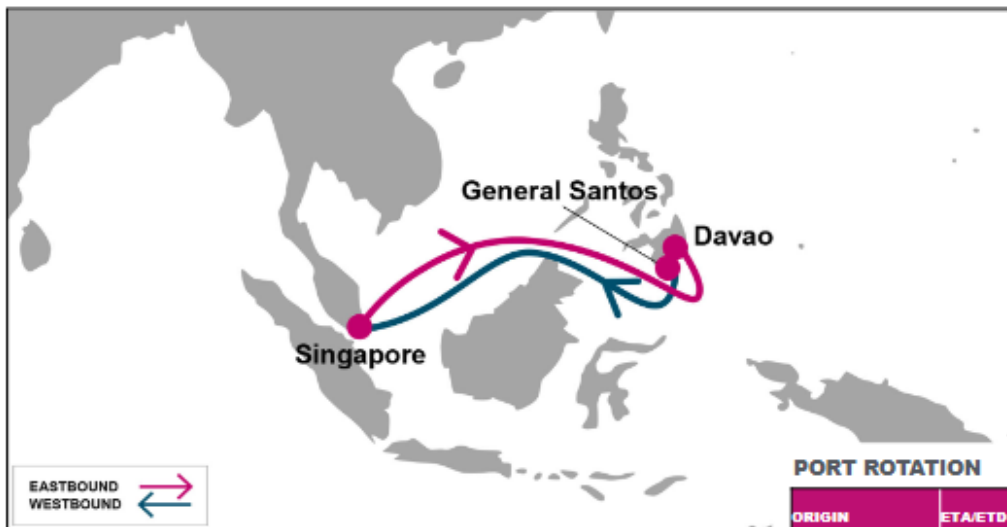 General Santos
Davao
Singapore
EASTBOUND
WESTBOUND
PORT ROTATION
ORIGIN ETA/ETD